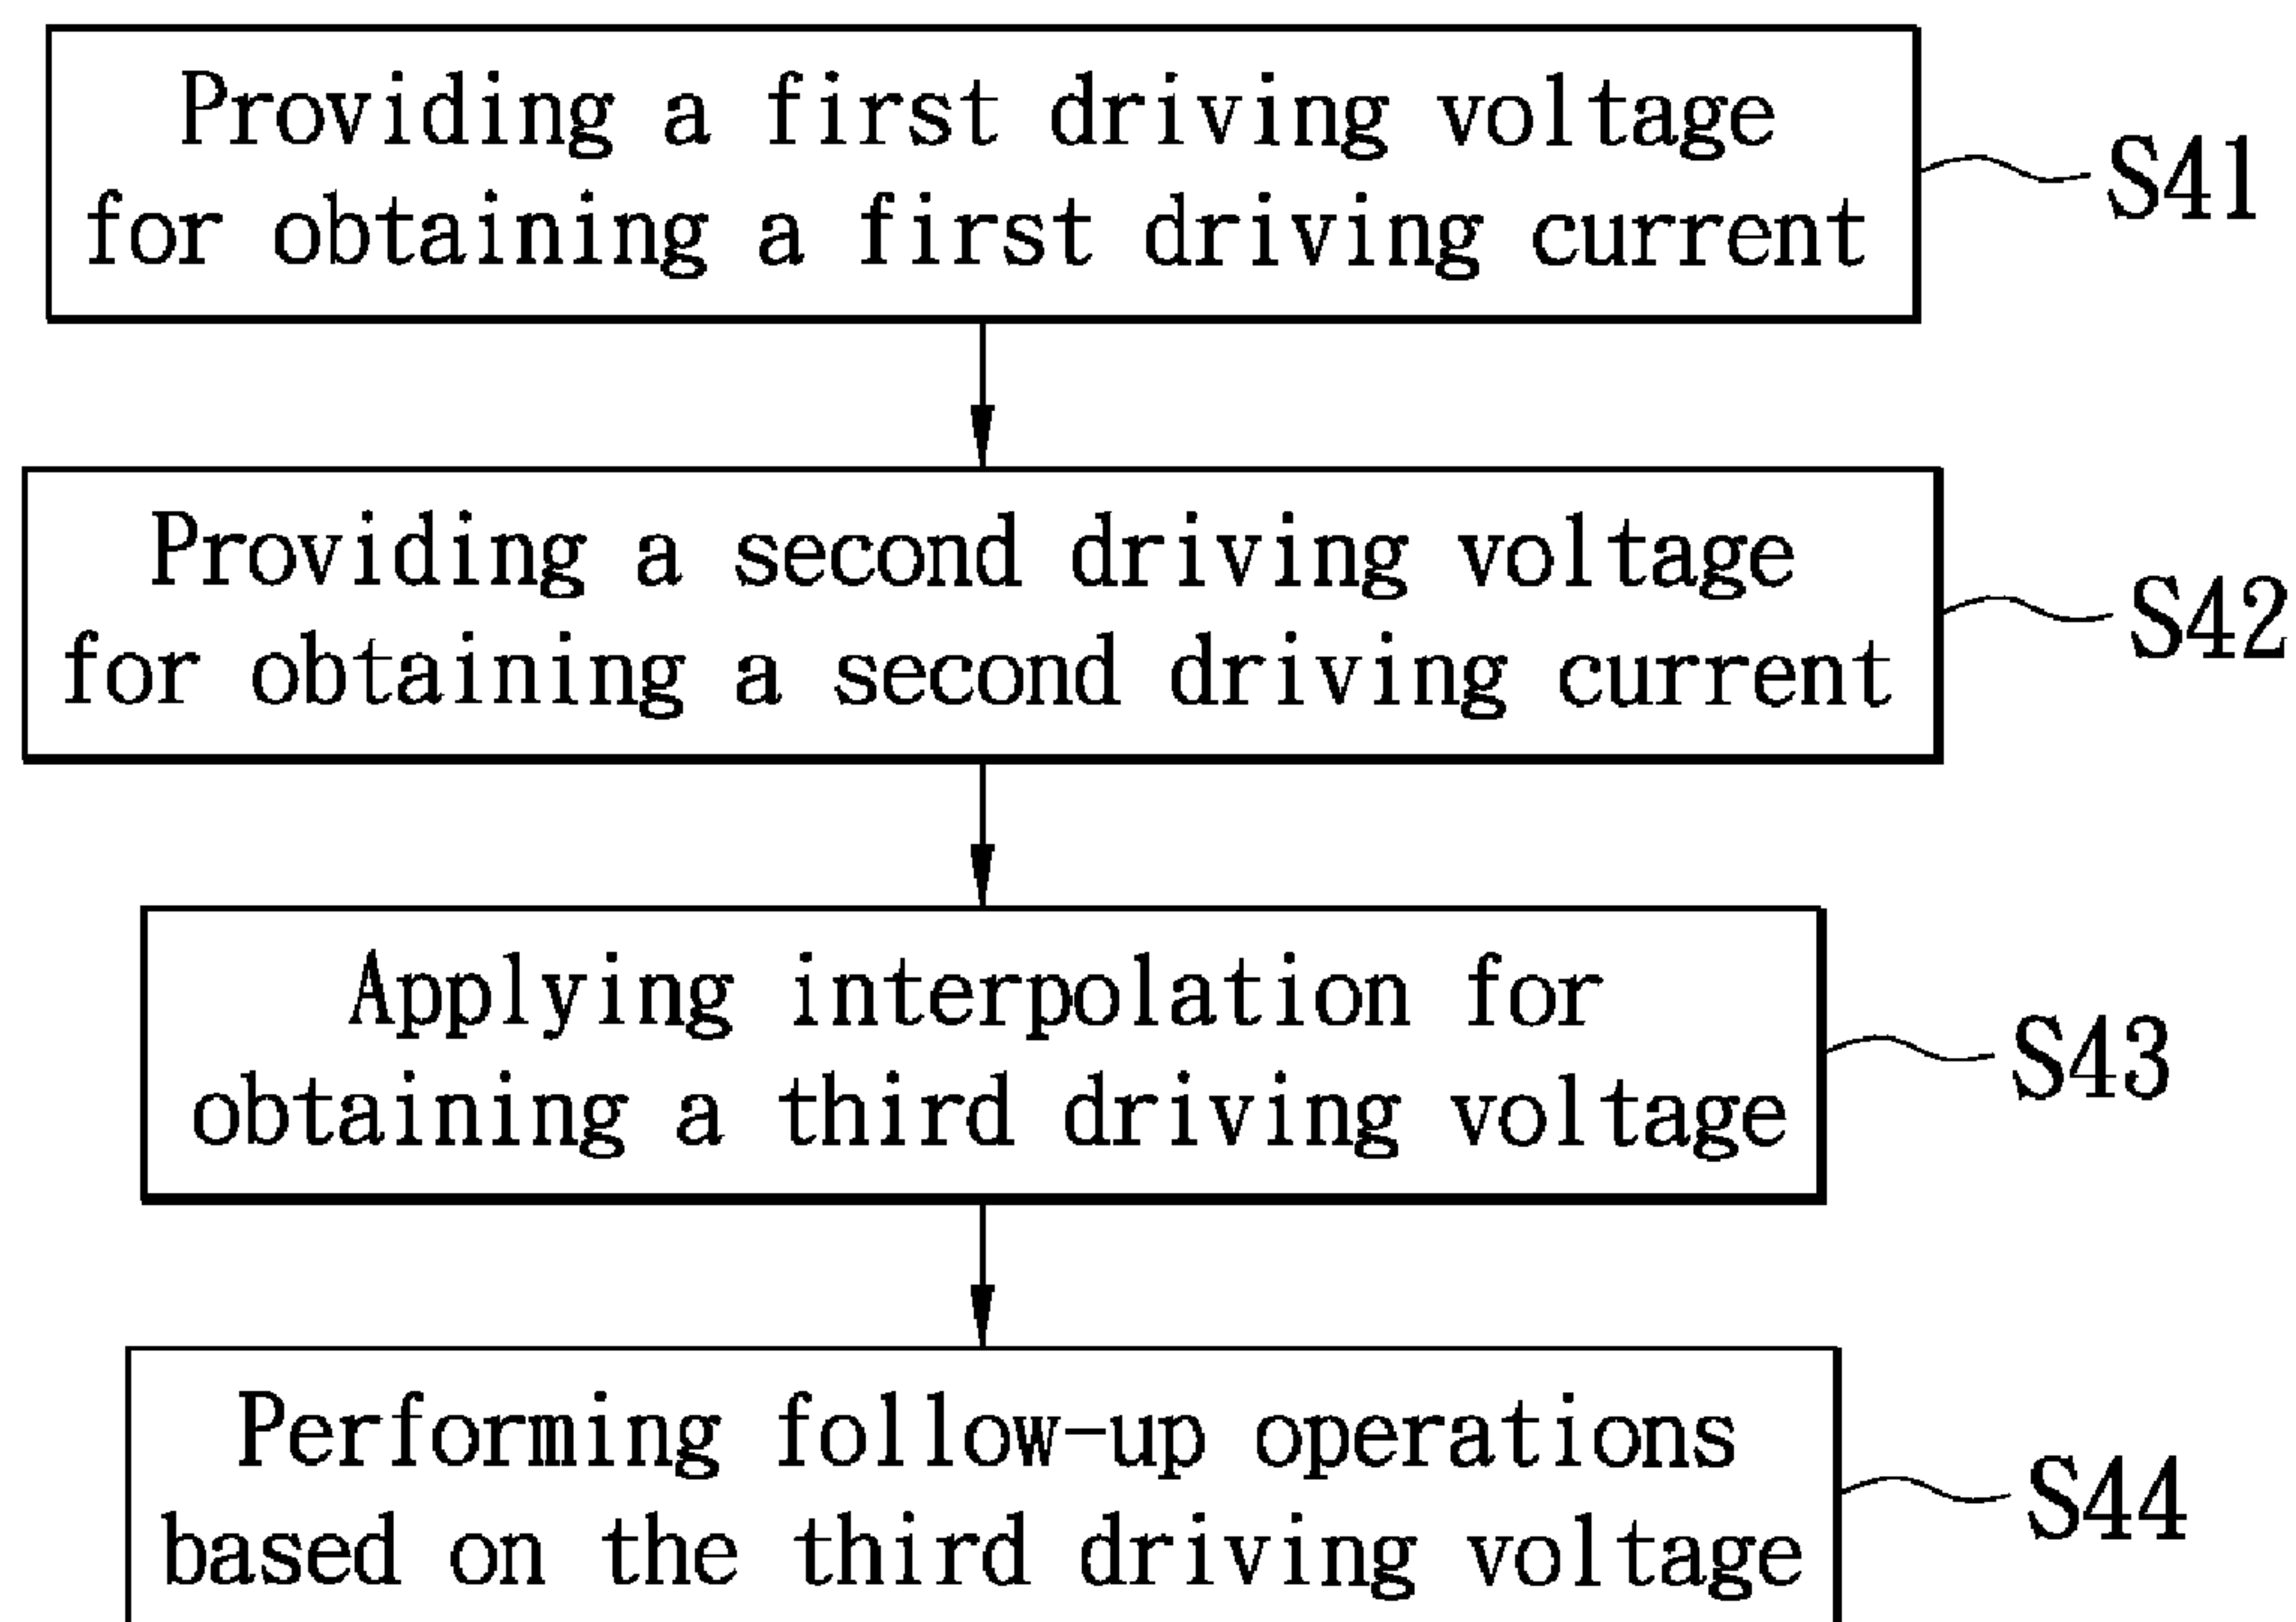 Providing a first driving voltage
for obtaining a first driving current
S41
Providing a second driving voltage
for obtaining a second driving current
S42
Applying interpolation for
obtaining a third driving voltage
S43
Performing follow-up operations
based on the third driving voltage
S44